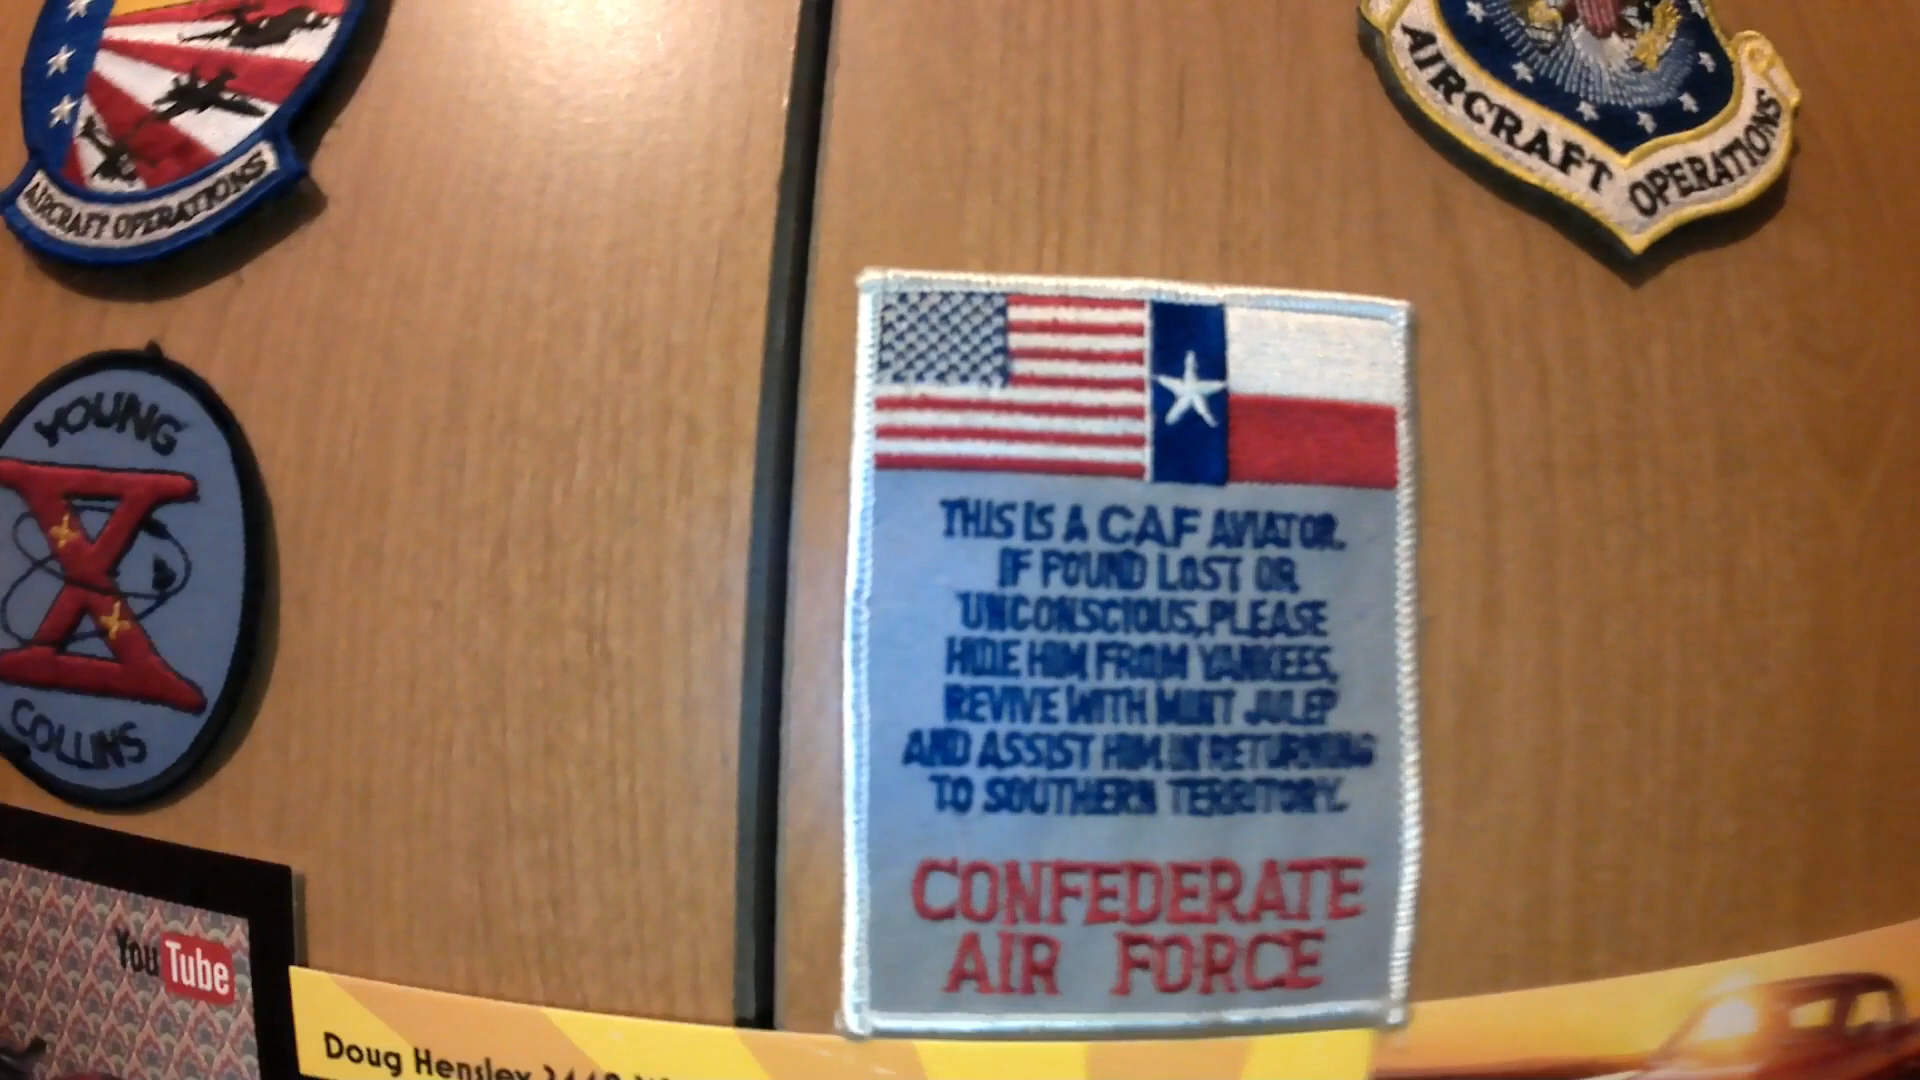 AIRCRAFT OPERATIONS
AIRCRAFT OPERATIONS
YOUNG
X
COLLINS
THIS IS A CAF AVIATOR.
IF FOUND LOST OR
UNCONSCIOUS, PLEASE
HIDE HIM FROM YANKEES,
REVIVE WITH MINT JULEP
AND ASSIST HIM IN RETURNING
TO SOUTHERN TERRITORY.
CONFEDERATE
AIR FORCE
YouTube
Doug Hensley